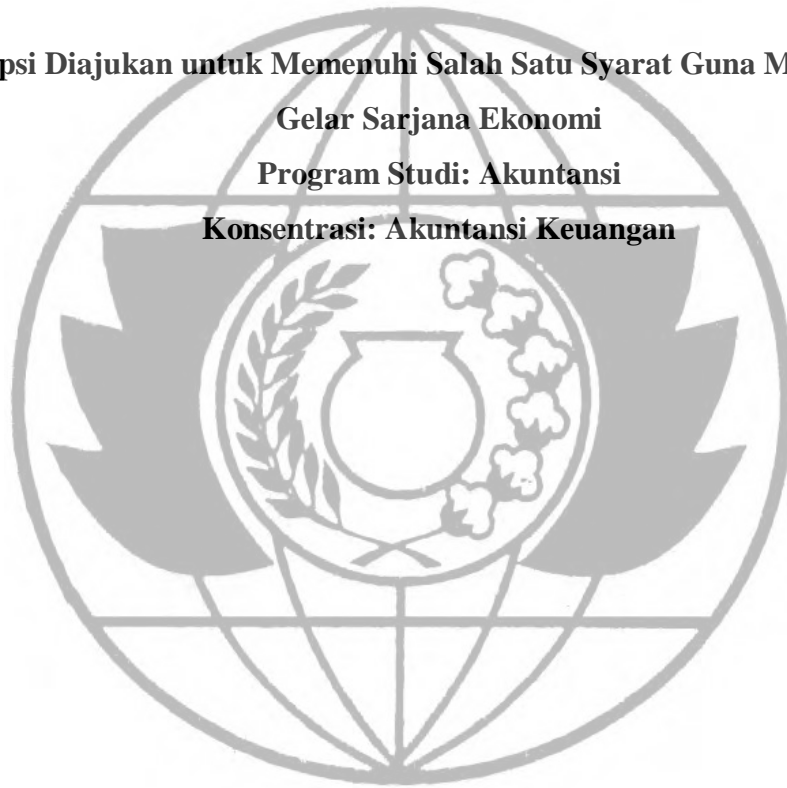 psi Diajukan untuk Memenuhi Salah Satu Syarat Guna M
Gelar Sarjana Ekonomi
Program Studi: Akuntansi
Konsentrasi: Akuntansi Keuangan